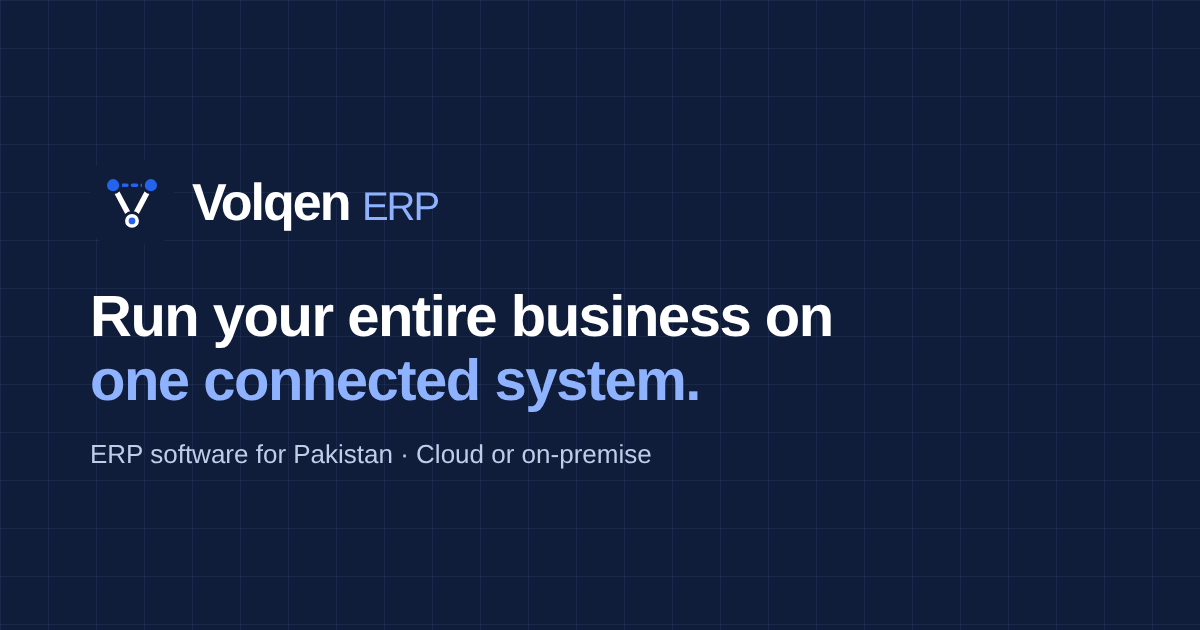 Volqen ERP
Run your entire business on
one connected system.
ERP software for Pakistan · Cloud or on-premise